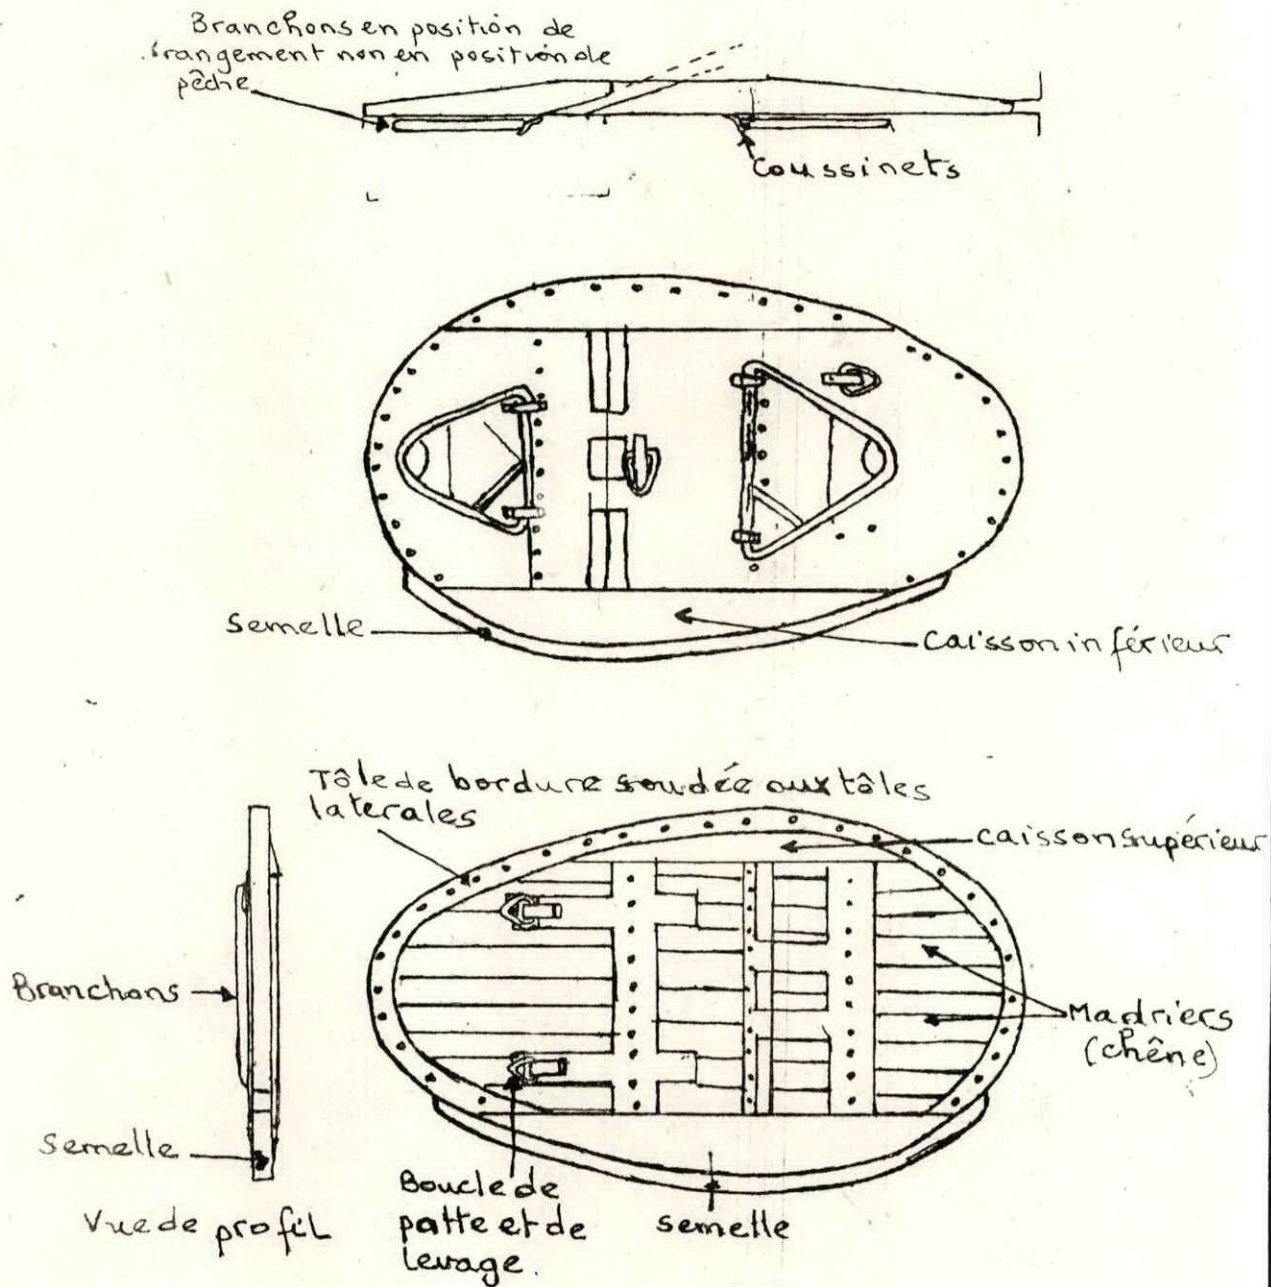 Branchons en position de
rangement non en position de
pêche
Coussinets
Semelle
Caisson inférieur
Tôle de bordure soudée aux tôles
laterales
caisson supérieur
Branchons
Madriers
(chêne)
Semelle
Boucle de
patte et de
levage.
semelle
Vue de profil